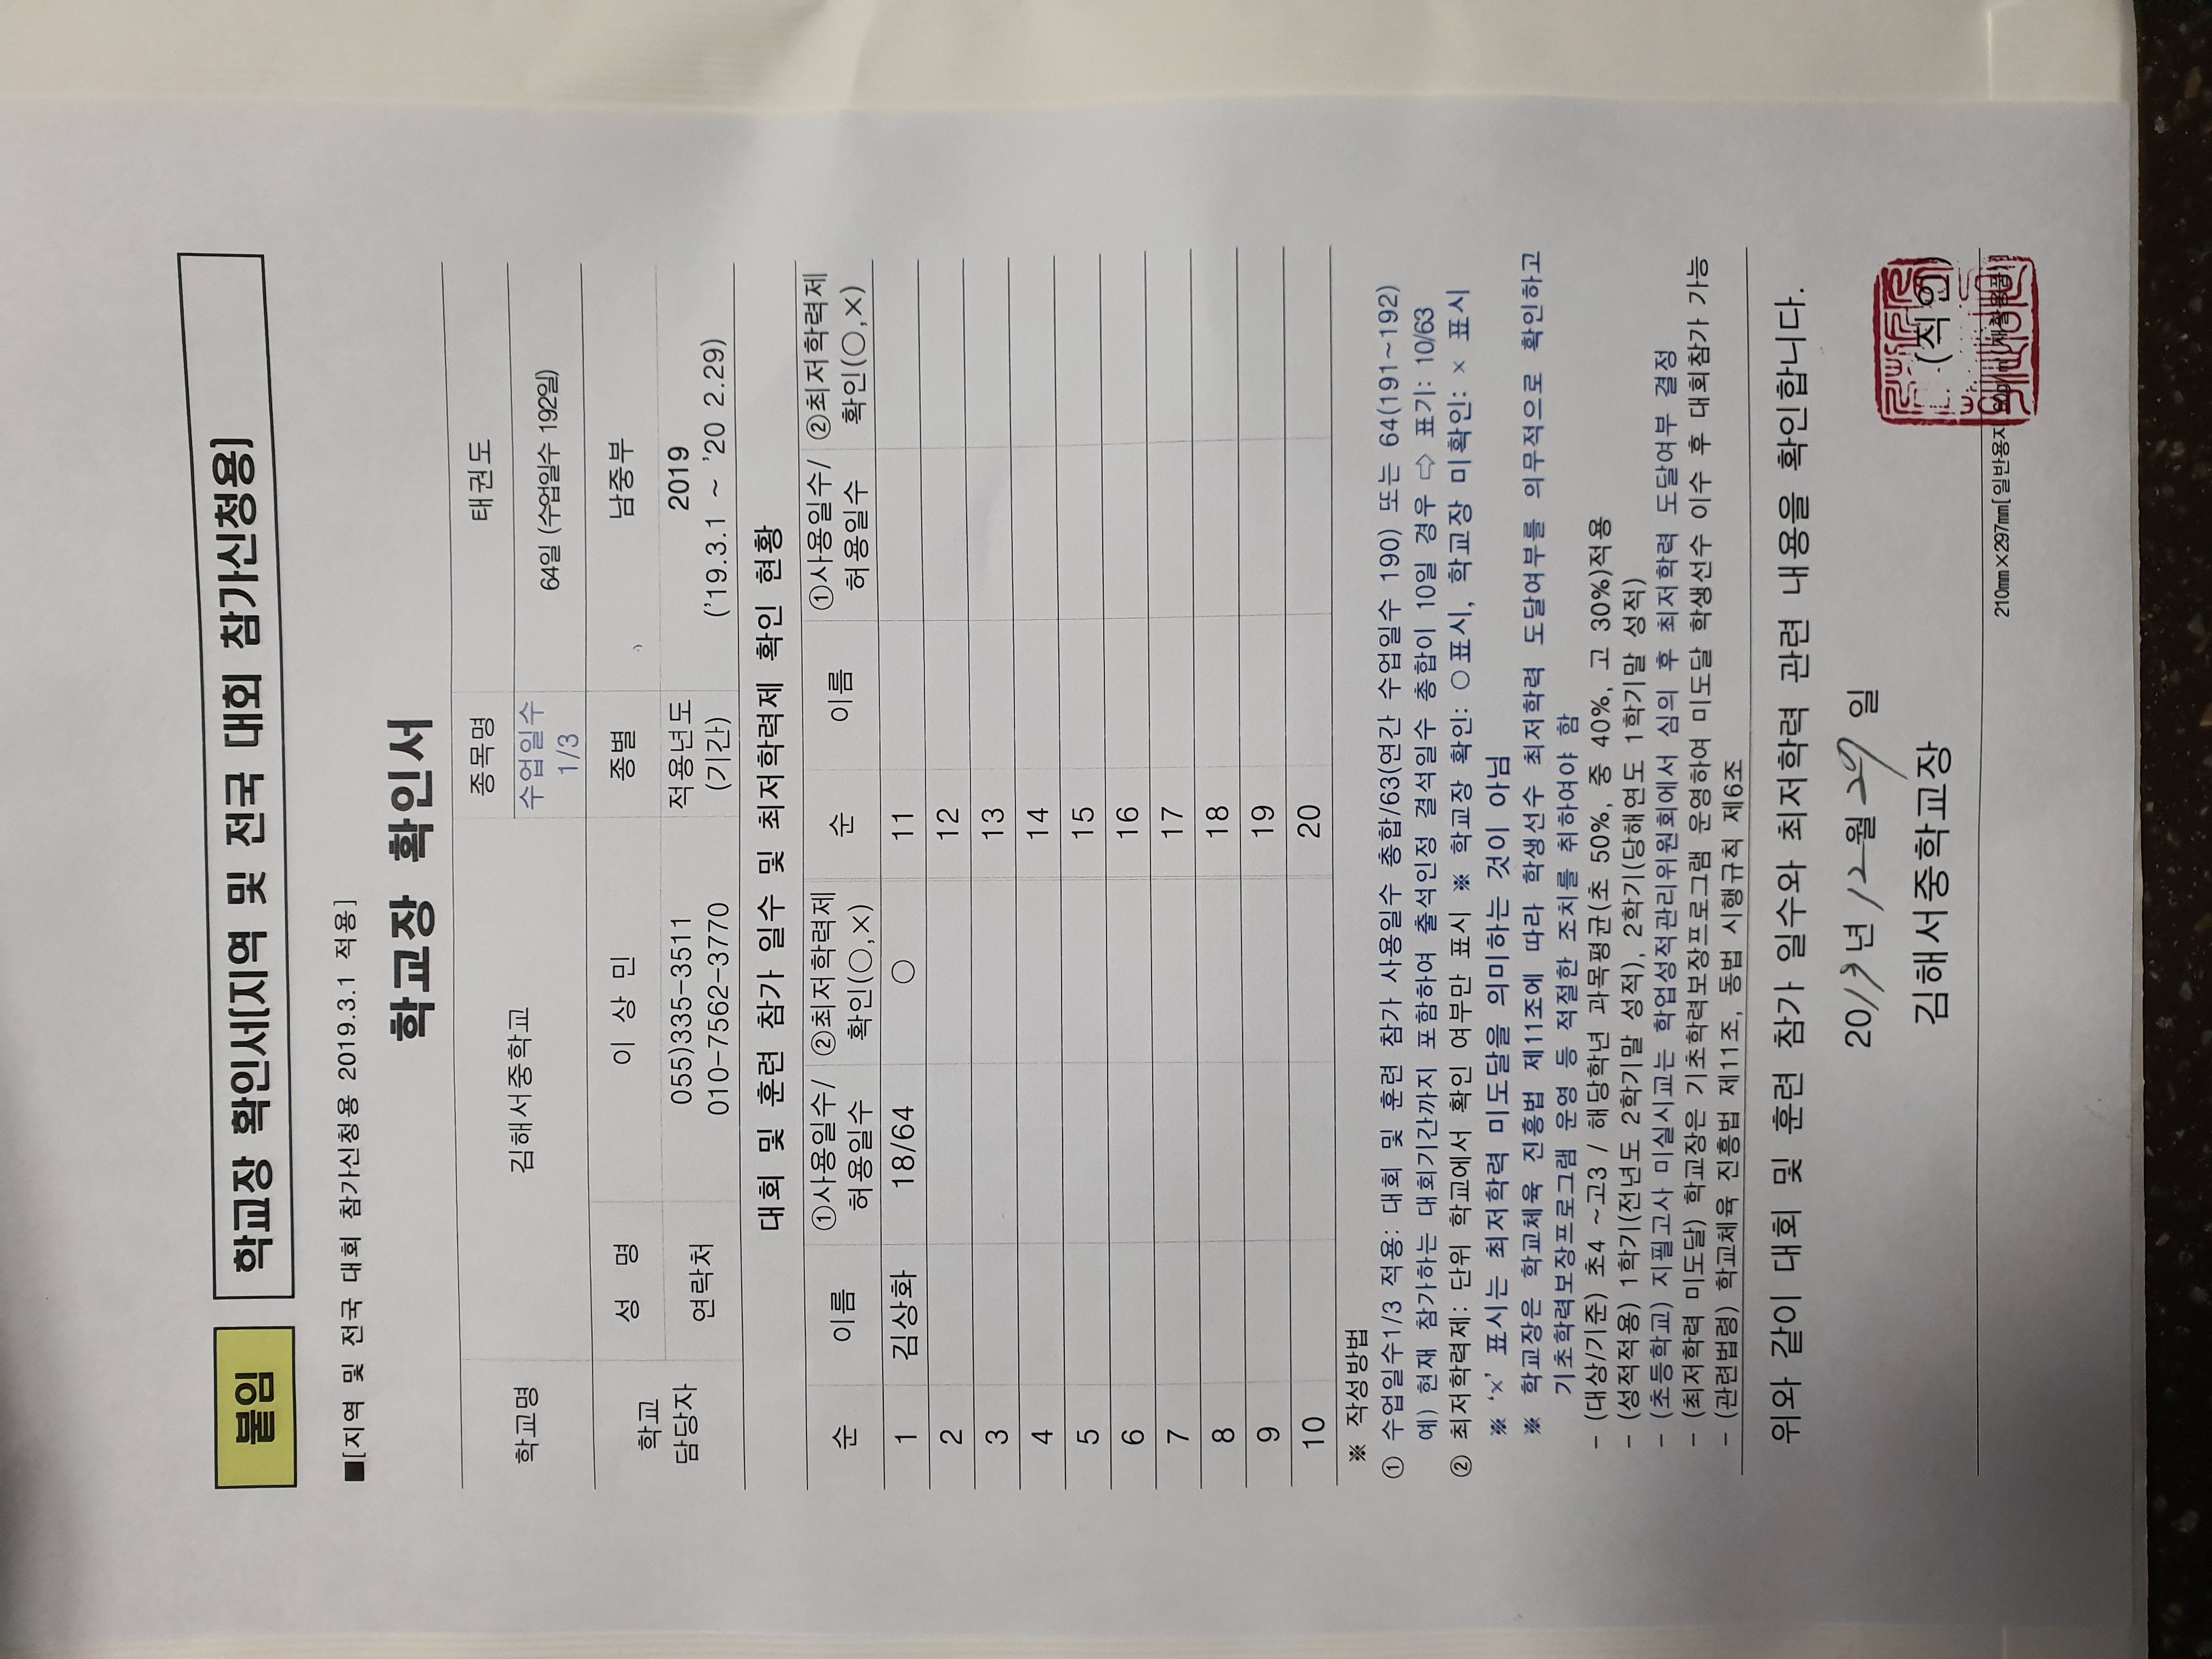 붙임
학교장 확인서[지역 및 전국 대회 참가신청용]
■[지역 및 전국 대회 참가신청용 2019.3.1 적용]
학교장 확인서
학교명 김해서중학교 종목명 태권도
수업일수 1/3 64일 (수업일수 192일)
학교 담당자 성 명 이 상 민 종별 남중부
연락처 055)335-3511 010-7562-3770 적용년도 (기간) 2019 ('19.3.1 ~ '20 2.29)
대회 및 훈련 참가 일수 및 최저학력제 확인 현황
순 이름 ①사용일수/허용일수 ②최저학력제 확인(○,×) 순 이름 ①사용일수/허용일수 ②최저학력제 확인(○,×)
1 김상화 18/64 ○ 11
2 12
3 13
4 14
5 15
6 16
7 17
8 18
9 19
10 20
※ 작성방법
① 수업일수1/3 적용: 대회 및 훈련 참가 사용일수 총합/63(연간 수업일수 190) 또는 64(191~192)
예) 현재 참가하는 대회기간까지 포함하여 출석인정 결석일수 총합이 10일 경우 ⇨ 표기: 10/63
② 최저학력제: 단위 학교에서 확인 여부만 표시 ※ 학교장 확인: ○표시, 학교장 미확인: × 표시
※ '×' 표시는 최저학력 미도달을 의미하는 것이 아님
※ 학교장은 학교체육 진흥법 제11조에 따라 학생선수 최저학력 도달여부를 의무적으로 확인하고
기초학력보장프로그램 운영 등 적절한 조치를 취하여야 함
- (대상/기준) 초4 ~고3 / 해당학년 과목평균(초 50%, 중 40%, 고 30%)적용
- (성적적용) 1학기(전년도 2학기말 성적), 2학기(당해연도 1학기말 성적)
- (초등학교) 지필고사 미실시교는 학업성적관리위원회에서 심의 후 최저학력 도달여부 결정
- (최저학력 미도달) 학교장은 기초학력보장프로그램 운영하여 미도달 학생선수 이수 후 대회참가 가능
- (관련법령) 학교체육 진흥법 제11조, 동법 시행규칙 제6조
위와 같이 대회 및 훈련 참가 일수와 최저학력 관련 내용을 확인합니다.
2019년 12월 29일
김해서중학교장 (직인)
210㎜×297㎜[일반용지